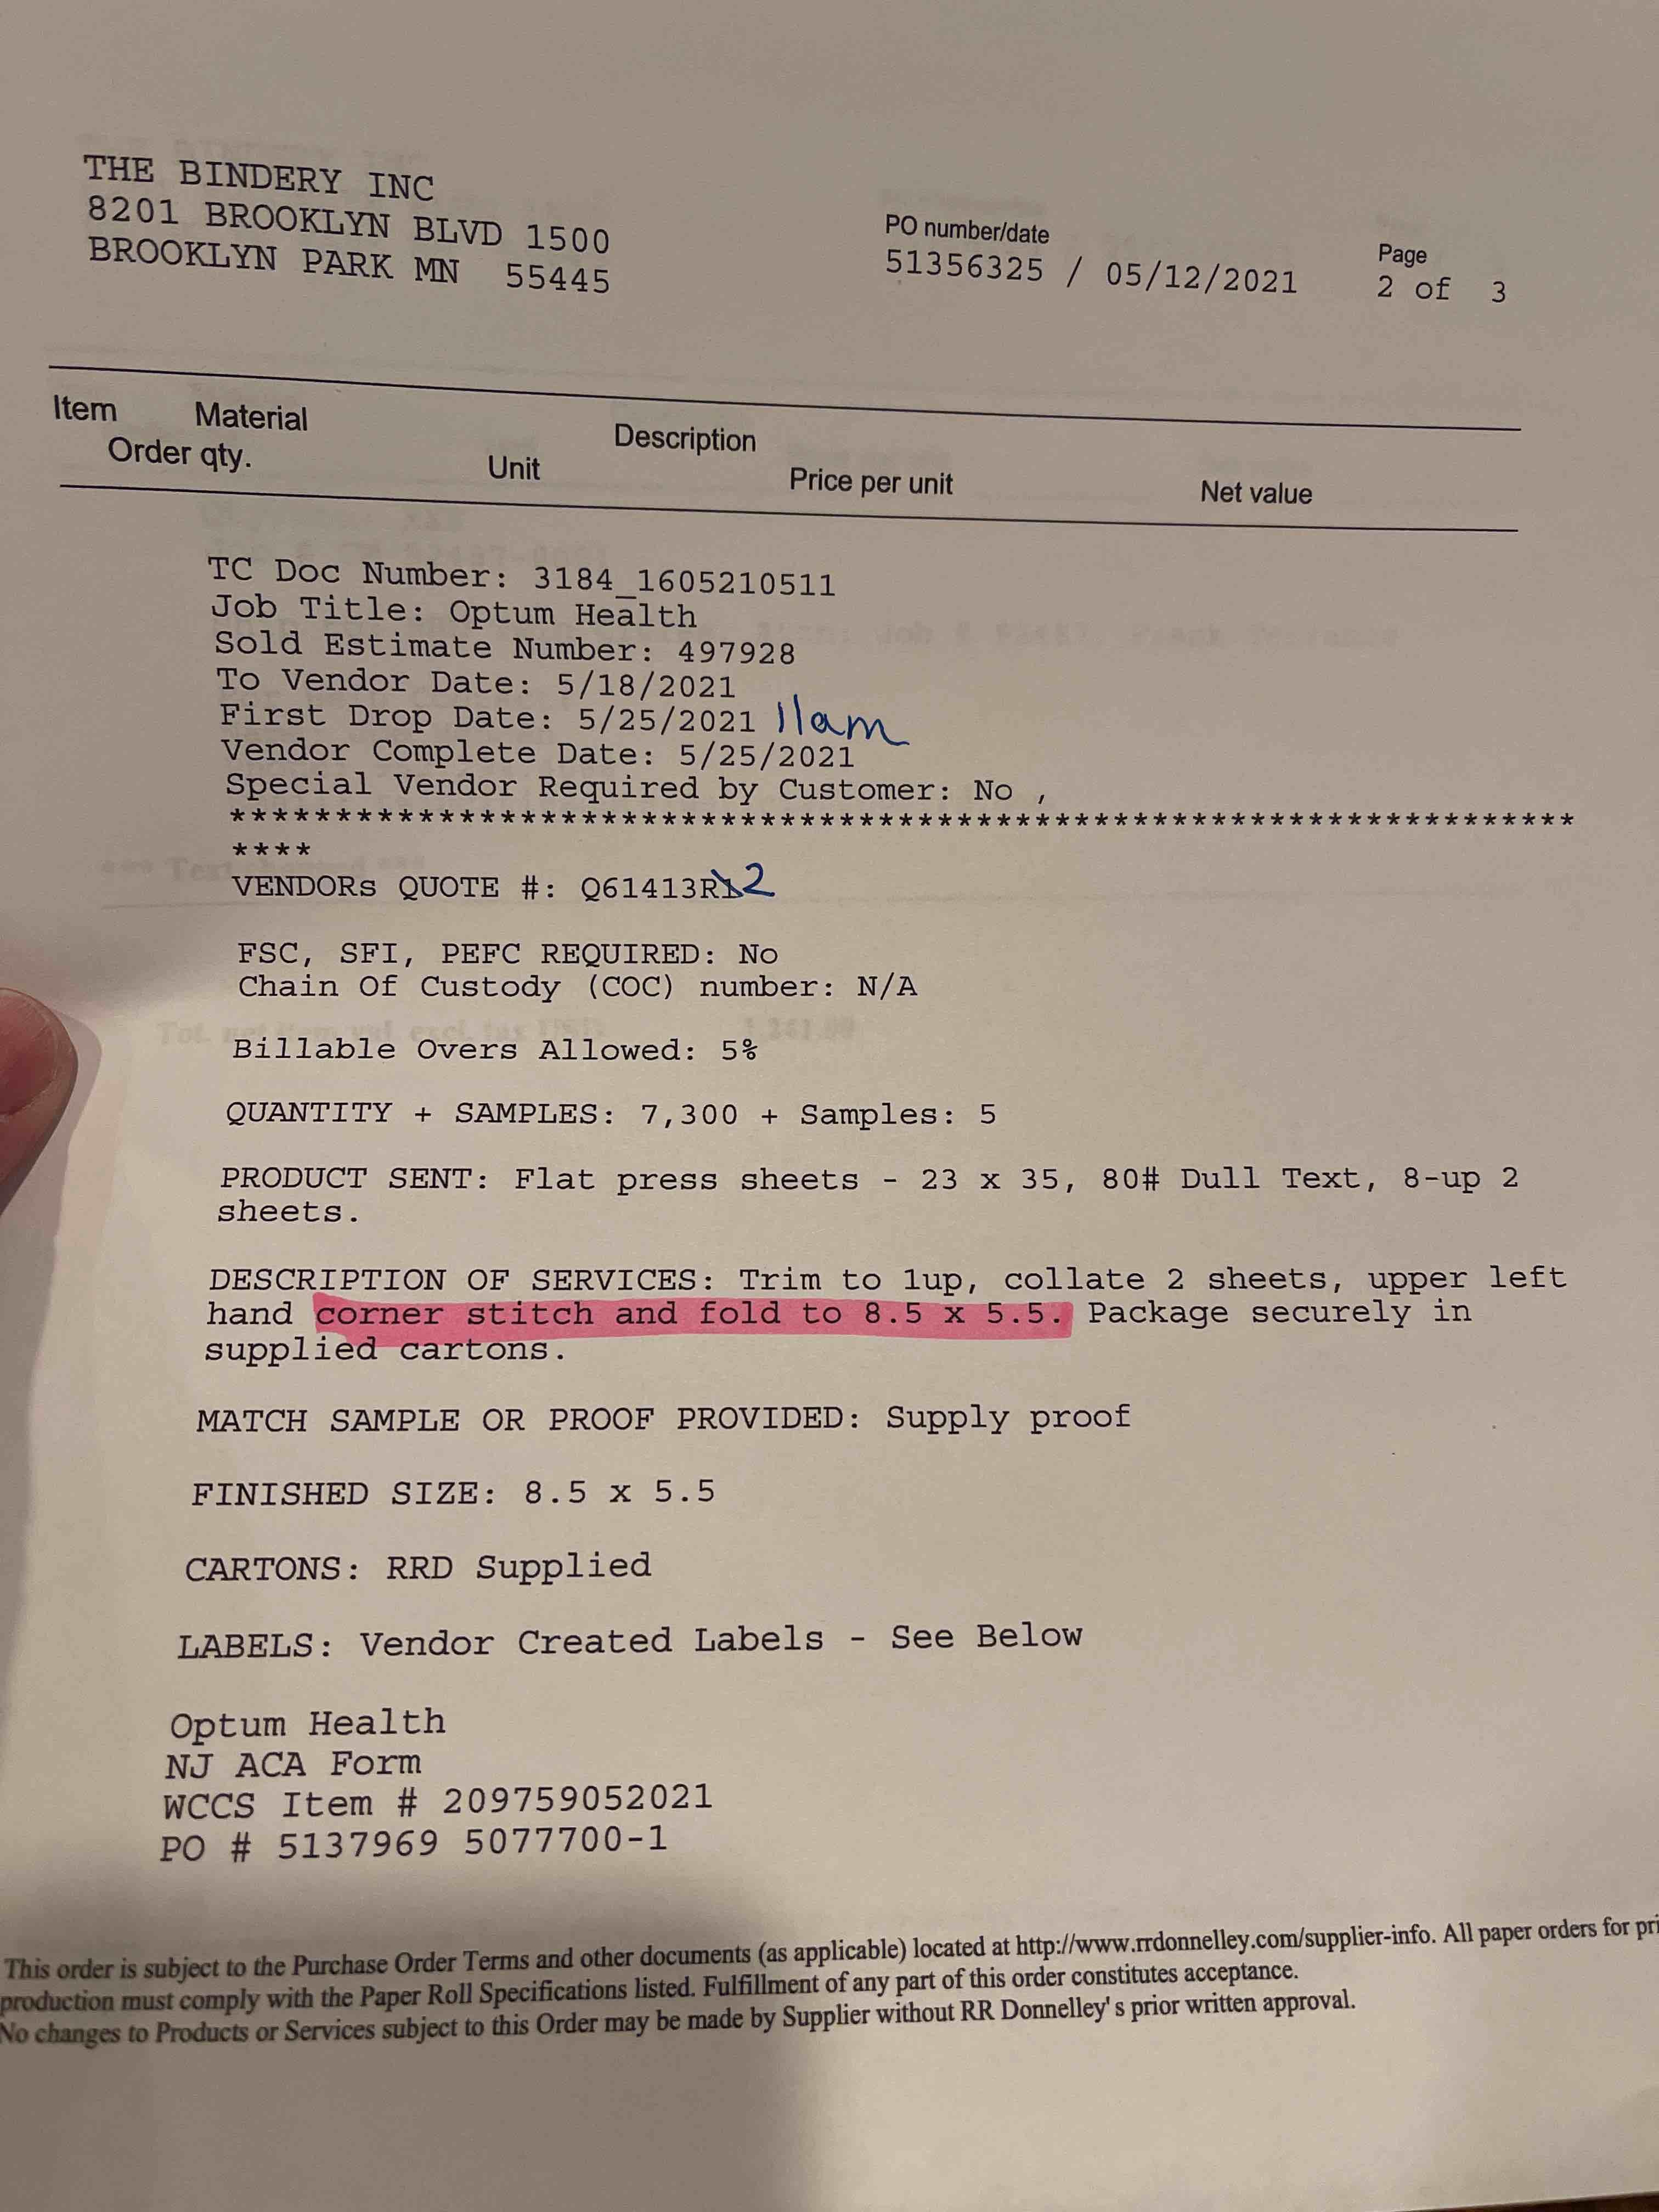 THE BINDERY INC
8201 BROOKLYN BLVD 1500
BROOKLYN PARK MN 55445
PO number/date
51356325 / 05/12/2021
Page
2 of 3
Item Material Description
Order qty. Unit Price per unit Net value
TC Doc Number: 3184_1605210511
Job Title: Optum Health
Sold Estimate Number: 497928
To Vendor Date: 5/18/2021
First Drop Date: 5/25/2021 11am
Vendor Complete Date: 5/25/2021
Special Vendor Required by Customer: No ,
******************************************************************
****
VENDORs QUOTE #: Q61413R12
FSC, SFI, PEFC REQUIRED: No
Chain Of Custody (COC) number: N/A
Billable Overs Allowed: 5%
QUANTITY + SAMPLES: 7,300 + Samples: 5
PRODUCT SENT: Flat press sheets - 23 x 35, 80# Dull Text, 8-up 2
sheets.
DESCRIPTION OF SERVICES: Trim to 1up, collate 2 sheets, upper left
hand corner stitch and fold to 8.5 x 5.5. Package securely in
supplied cartons.
MATCH SAMPLE OR PROOF PROVIDED: Supply proof
FINISHED SIZE: 8.5 x 5.5
CARTONS: RRD Supplied
LABELS: Vendor Created Labels - See Below
Optum Health
NJ ACA Form
WCCS Item # 209759052021
PO # 5137969 5077700-1
This order is subject to the Purchase Order Terms and other documents (as applicable) located at http://www.rrdonnelley.com/supplier-info. All paper orders for pri
production must comply with the Paper Roll Specifications listed. Fulfillment of any part of this order constitutes acceptance.
No changes to Products or Services subject to this Order may be made by Supplier without RR Donnelley's prior written approval.